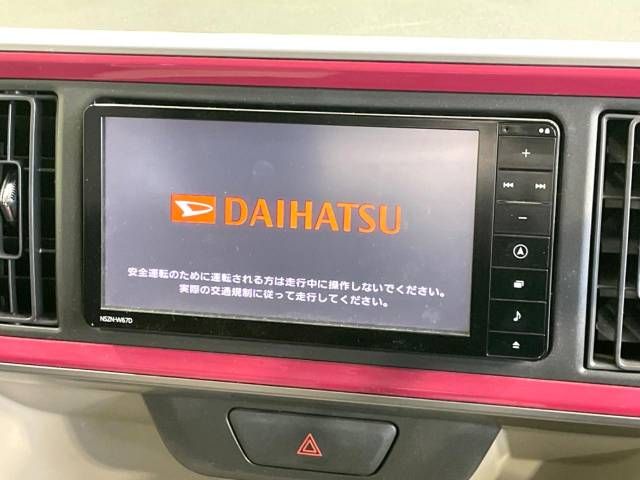 DAIHATSU
安全運転のために運転される方は走行中に操作しないでください。
実際の交通規制に従って走行してください。
NSZN-W67D